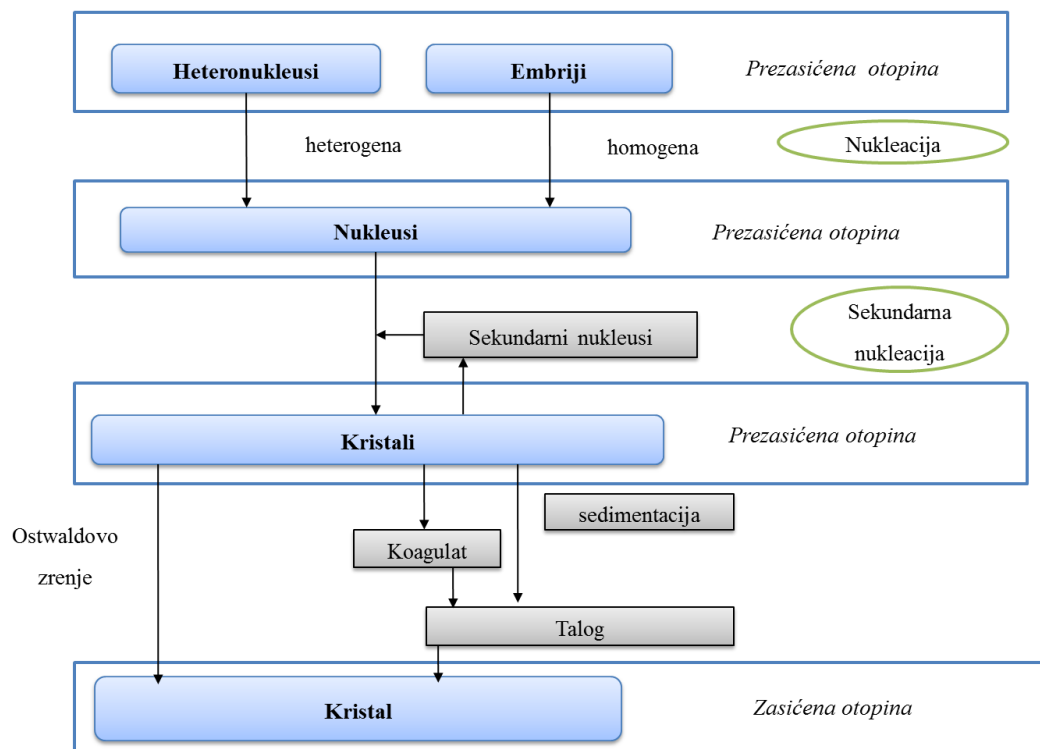 Heteronukleusi
Embriji
Prezasićena otopina
heterogena
homogena
Nukleacija
Nukleusi
Prezasićena otopina
Sekundarni nukleusi
Sekundarna
nukleacija
Kristali
Prezasićena otopina
Ostwaldovo
zrenje
sedimentacija
Koagulat
Talog
Kristal
Zasićena otopina